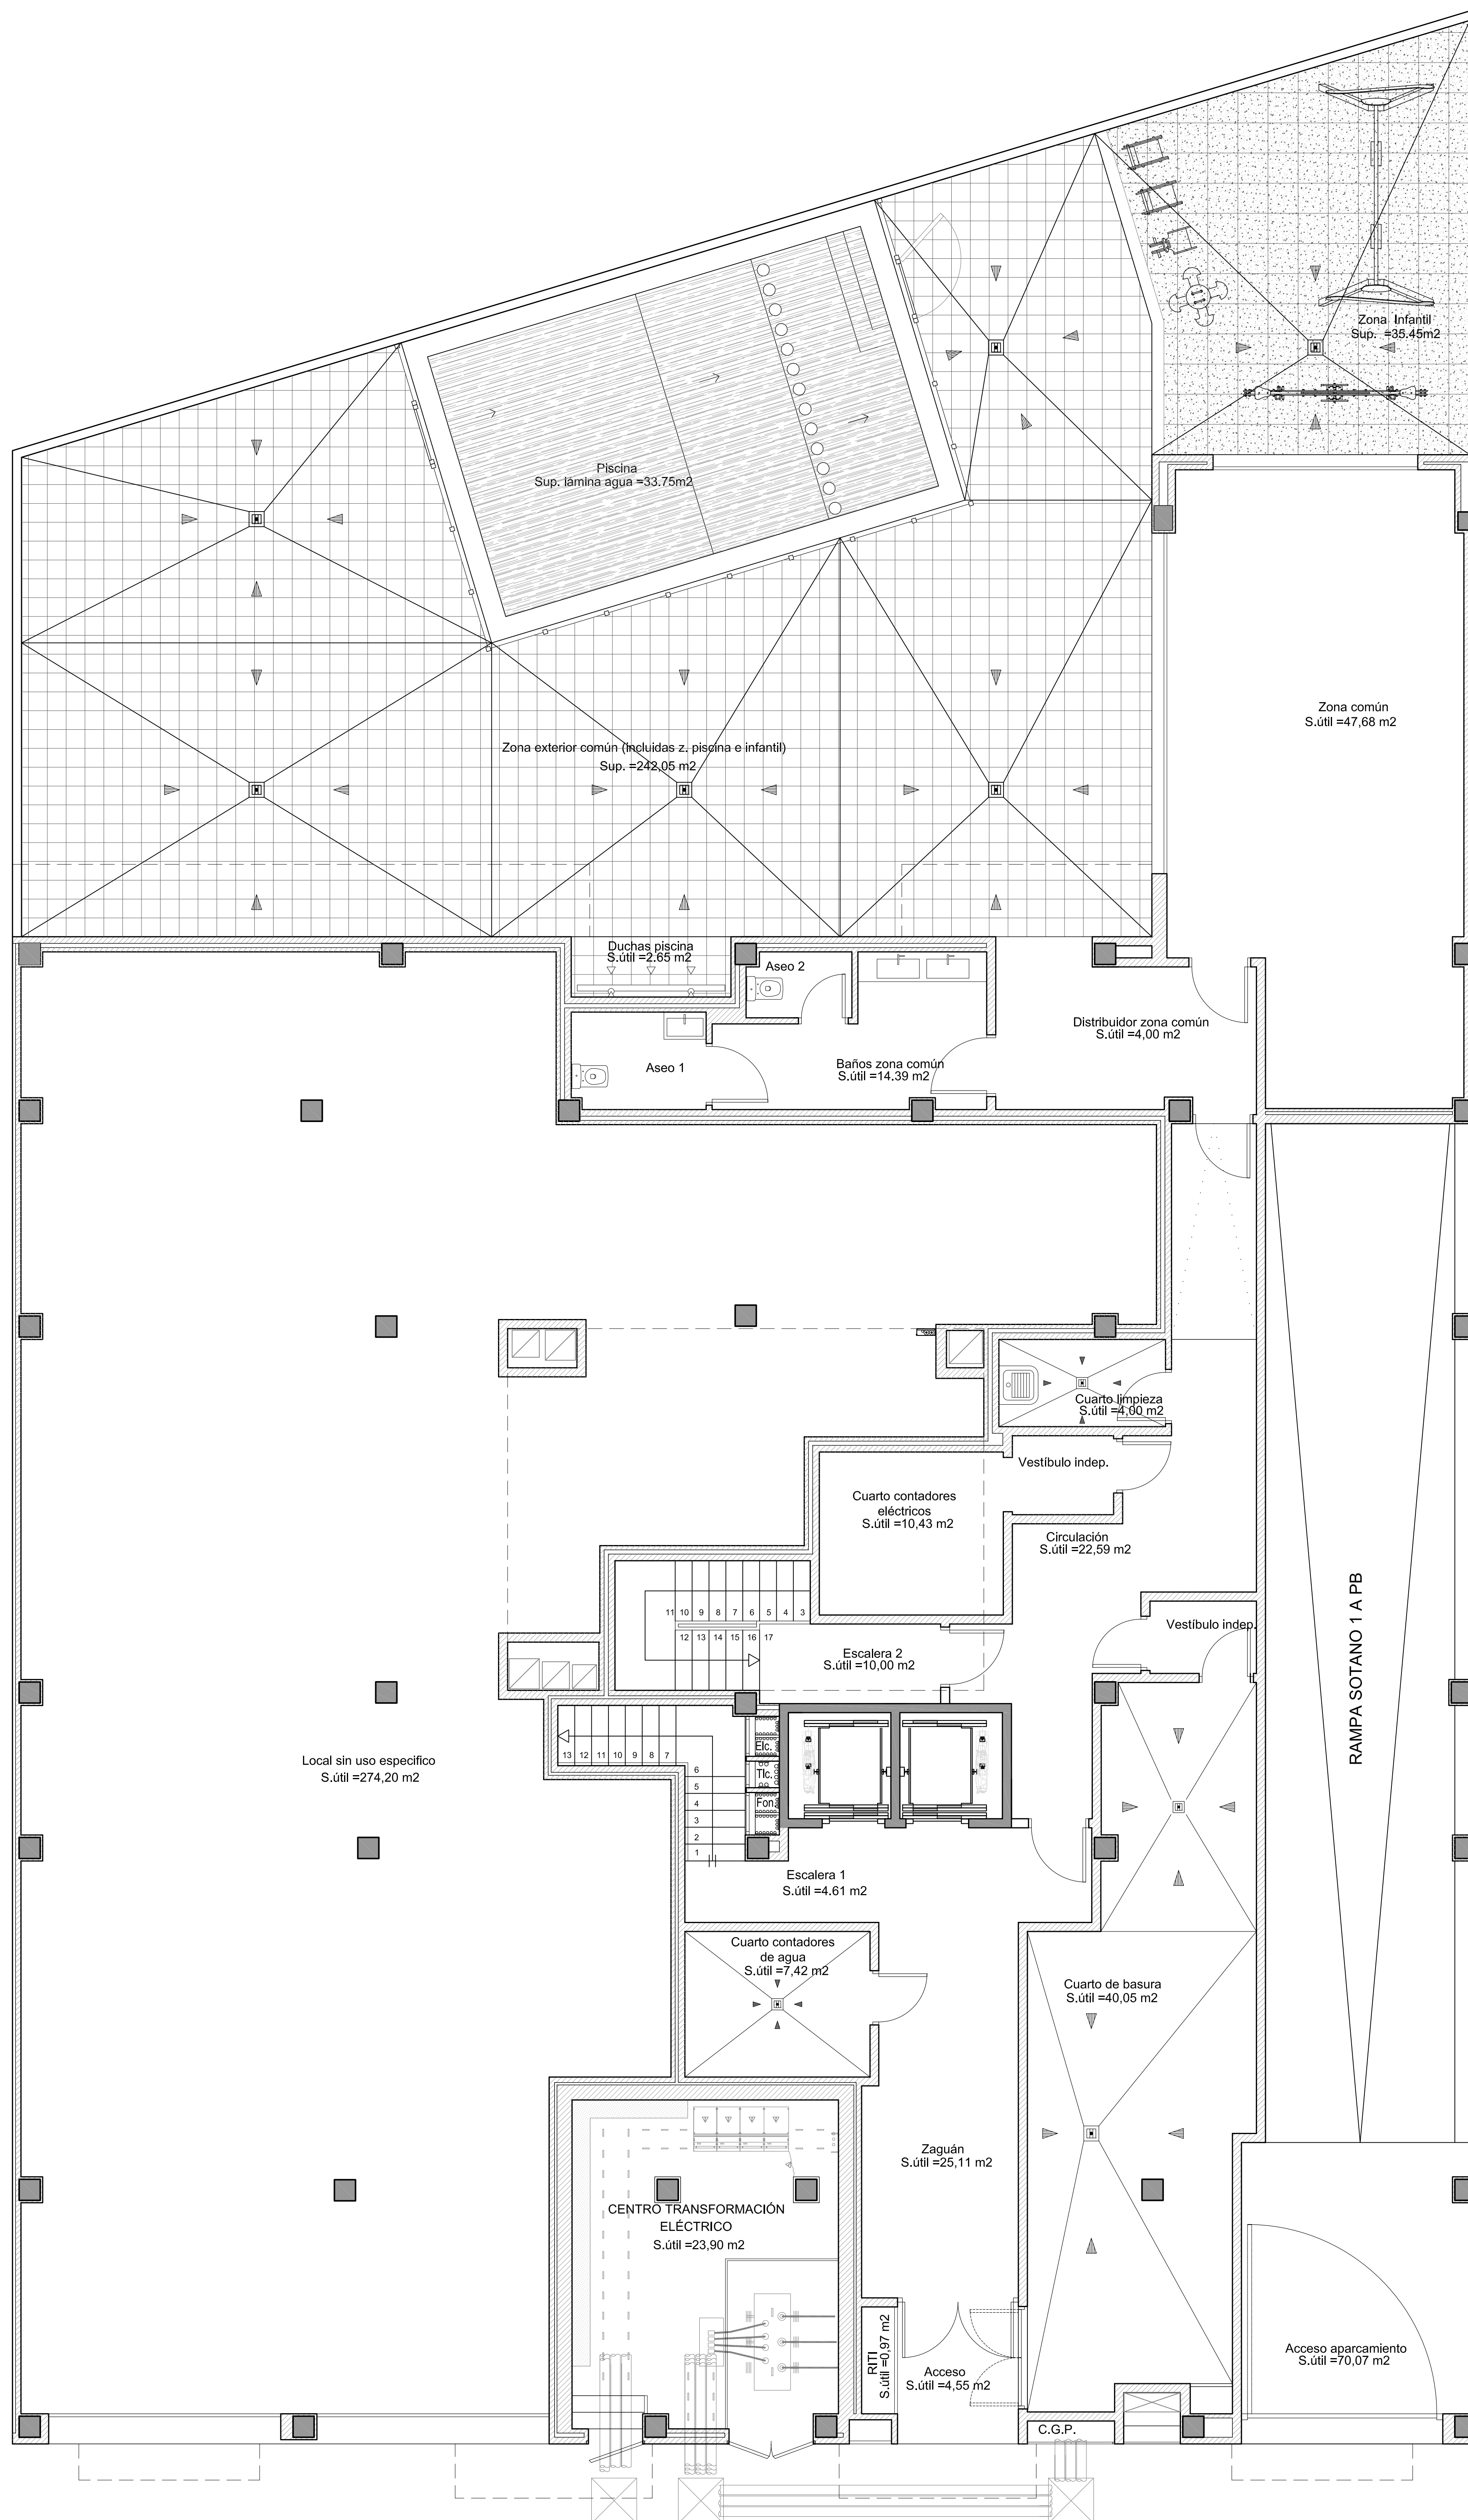 Zona Infantil
Sup. =35.45m2
Piscina
Sup. lámina agua =33.75m2
Zona común
S.útil =47,68 m2
Zona exterior común (incluidas z. piscina e infantil)
Sup. =242,05 m2
Duchas piscina
S.útil =2.65 m2
Aseo 2
Distribuidor zona común
S.útil =4,00 m2
Aseo 1
Baños zona común
S.útil =14.39 m2
Cuarto limpieza
S.útil =4,00 m2
Vestíbulo indep.
Cuarto contadores
eléctricos
S.útil =10,43 m2
Circulación
S.útil =22,59 m2
RAMPA SOTANO 1 A PB
11 10 9 8 7 6 5 4 3
12 13 14 15 16 17
Vestíbulo indep.
Escalera 2
S.útil =10,00 m2
Local sin uso especifico
S.útil =274,20 m2
13 12 11 10 9 8 7
6
5
4
3
2
1
Elc.
Tlc.
Fon.
Escalera 1
S.útil =4.61 m2
Cuarto contadores
de agua
S.útil =7,42 m2
Cuarto de basura
S.útil =40,05 m2
Zaguán
S.útil =25,11 m2
CENTRO TRANSFORMACIÓN
ELÉCTRICO
S.útil =23,90 m2
RITI
S.útil =0,97 m2
Acceso
S.útil =4,55 m2
Acceso aparcamiento
S.útil =70,07 m2
C.G.P.